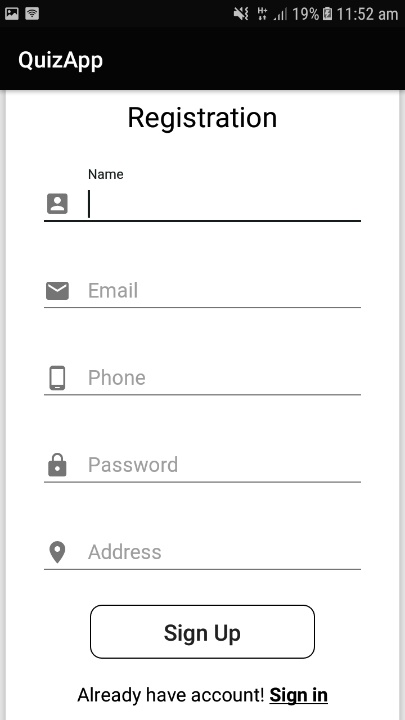 19% 11:52 am
QuizApp
Registration
Name
Email
Phone
Password
Address
Sign Up
Already have account! Sign in